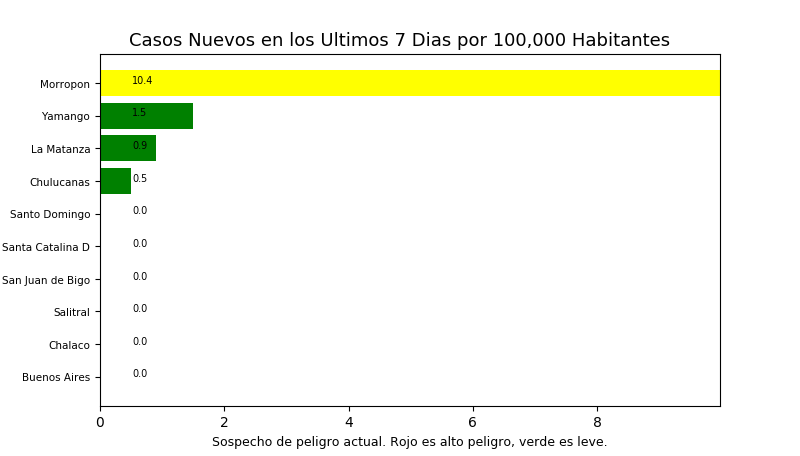 Casos Nuevos en los Ultimos 7 Dias por 100,000 Habitantes
Morropon 10.4
Yamango 1.5
La Matanza 0.9
Chulucanas 0.5
Santo Domingo 0.0
Santa Catalina D 0.0
San Juan de Bigo 0.0
Salitral 0.0
Chalaco 0.0
Buenos Aires 0.0
0 2 4 6 8
Sospecho de peligro actual. Rojo es alto peligro, verde es leve.